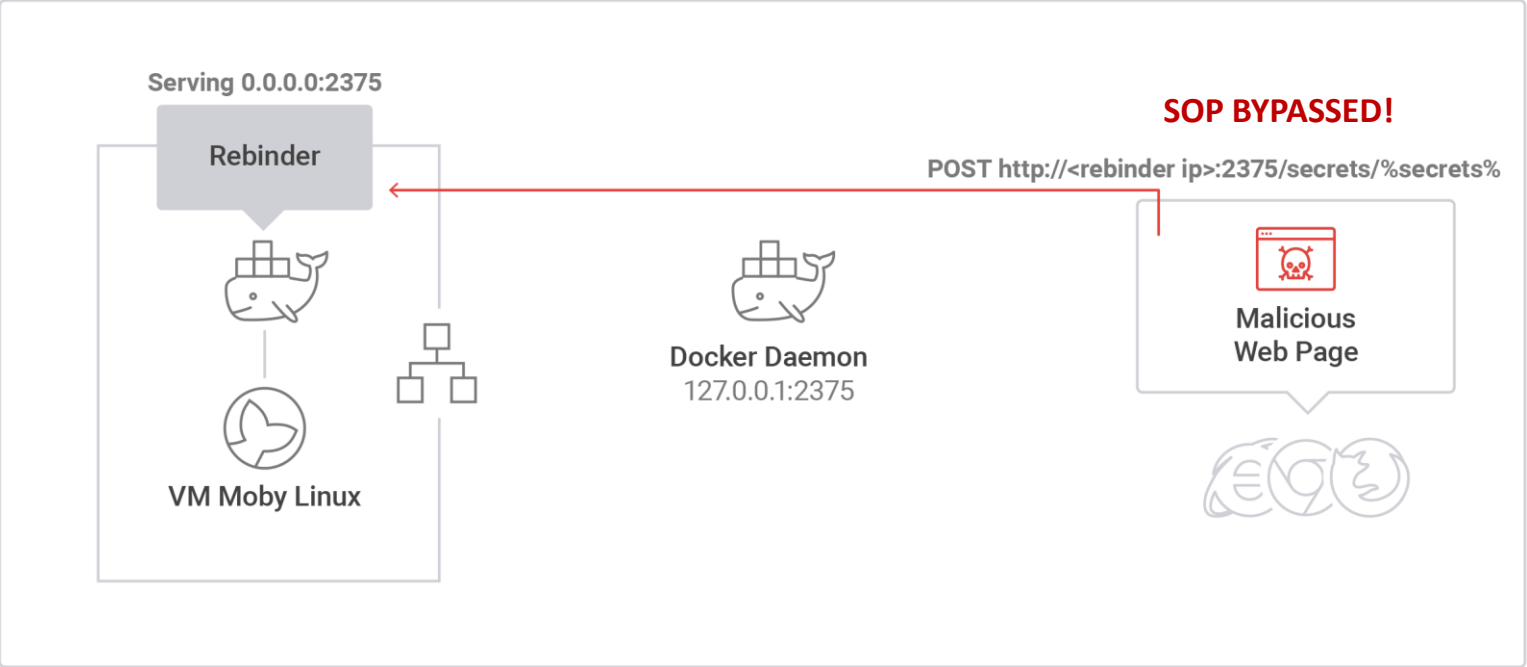 Serving 0.0.0.0:2375
Rebinder
SOP BYPASSED!
POST http://<rebinder ip>:2375/secrets/%secrets%
Docker Daemon
127.0.0.1:2375
Malicious
Web Page
VM Moby Linux